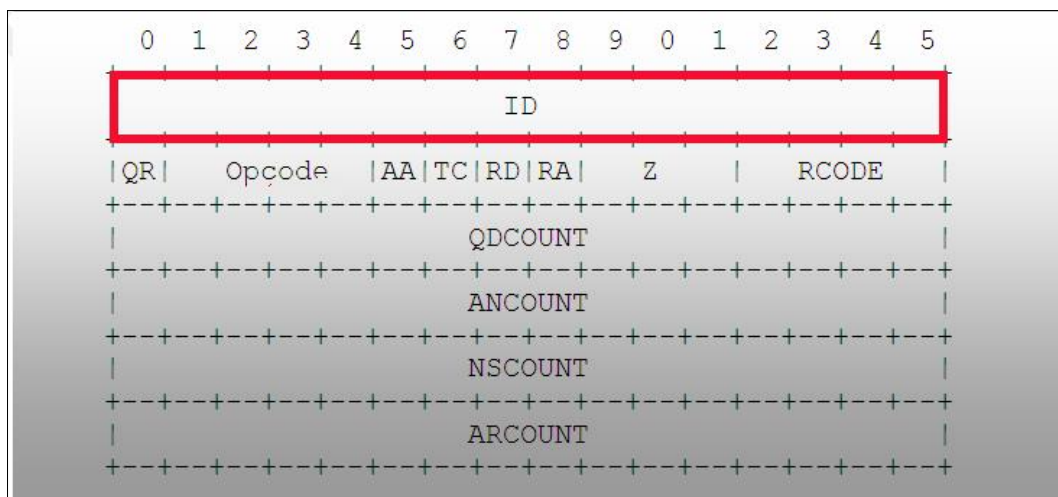 0 1 2 3 4 5 6 7 8 9 0 1 2 3 4 5
ID
|QR| Opcode |AA|TC|RD|RA| Z | RCODE |
+--+--+--+--+--+--+--+--+--+--+--+--+--+--+--+--+
| QDCOUNT |
+--+--+--+--+--+--+--+--+--+--+--+--+--+--+--+--+
| ANCOUNT |
+--+--+--+--+--+--+--+--+--+--+--+--+--+--+--+--+
| NSCOUNT |
+--+--+--+--+--+--+--+--+--+--+--+--+--+--+--+--+
| ARCOUNT |
+--+--+--+--+--+--+--+--+--+--+--+--+--+--+--+--+